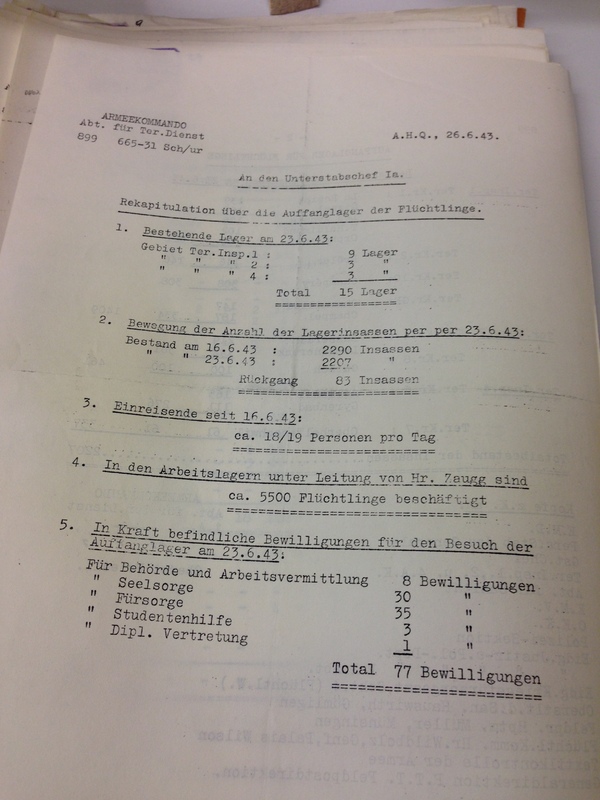 ARMEEKOMMANDO
Abt. für Ter.Dienst
899 665-31 Sch/ur
A.H.Q., 26.6.43.
An den Unterstabschef Ia.
Rekapitulation über die Auffanglager der Flüchtlinge.
1. Bestehende Lager am 23.6.43:
Gebiet Ter.Insp.1 : 9 Lager
" " " 2 : 3 "
" " " 4 : 3 "
Total 15 Lager
2. Bewegung der Anzahl der Lagerinsassen per per 23.6.43:
Bestand am 16.6.43 : 2290 Insassen
" " 23.6.43 : 2207 "
Rückgang 83 Insassen
3. Einreisende seit 16.6.43:
ca. 18/19 Personen pro Tag
4. In den Arbeitslagern unter Leitung von Hr. Zaugg sind
ca. 5500 Flüchtlinge beschäftigt
5. In Kraft befindliche Bewilligungen für den Besuch der
Auffanglager am 23.6.43:
Für Behörde und Arbeitsvermittlung 8 Bewilligungen
" Seelsorge 30 "
" Fürsorge 35 "
" Studentenhilfe 3 "
" Dipl. Vertretung 1 "
Total 77 Bewilligungen